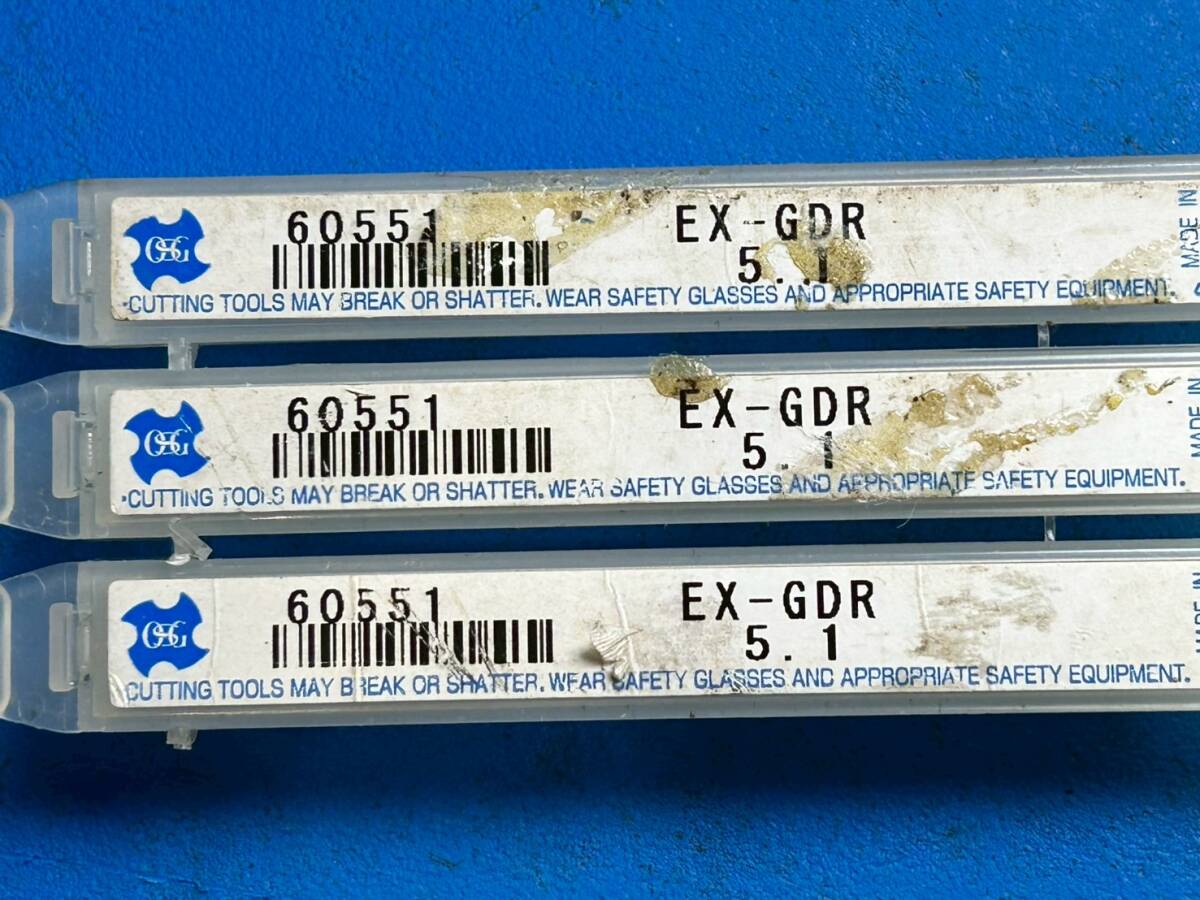 OSG
60551
EX-GDR
5.1
CUTTING TOOLS MAY BREAK OR SHATTER. WEAR SAFETY GLASSES AND APPROPRIATE SAFETY EQUIPMENT.
MADE IN
OSG
60551
EX-GDR
5.1
CUTTING TOOLS MAY BREAK OR SHATTER. WEAR SAFETY GLASSES AND APPROPRIATE SAFETY EQUIPMENT.
MADE IN
OSG
60551
EX-GDR
5.1
CUTTING TOOLS MAY BREAK OR SHATTER. WEAR SAFETY GLASSES AND APPROPRIATE SAFETY EQUIPMENT.
MADE IN